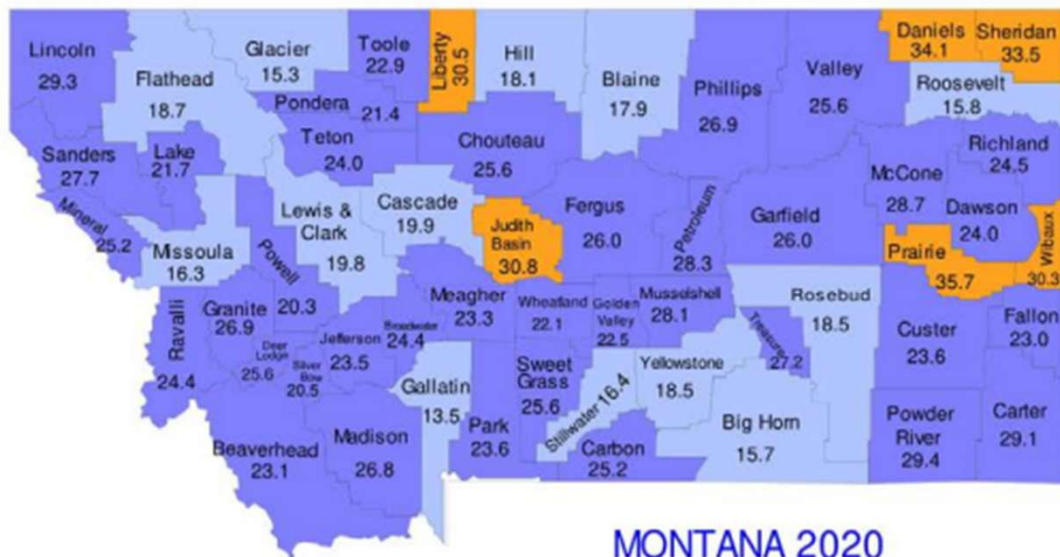 Lincoln
29.3
Flathead
18.7
Glacier
15.3
Toole
22.9
Liberty
30.5
Hill
18.1
Blaine
17.9
Phillips
26.9
Valley
25.6
Daniels
34.1
Sheridan
33.5
Roosevelt
15.8
Pondera
21.4
Teton
24.0
Chouteau
25.6
Richland
24.5
McCone
28.7
Sanders
27.7
Lake
21.7
Mineral
25.2
Missoula
16.3
Powell
20.3
Lewis &
Clark
19.8
Cascade
19.9
Judith
Basin
30.8
Fergus
26.0
Petroleum
28.3
Garfield
26.0
Dawson
24.0
Prairie
35.7
Wibaux
30.3
Ravalli
24.4
Granite
26.9
Deer
Lodge
25.6
Silver
Bow
20.5
Jefferson
23.5
Broadwater
24.4
Meagher
23.3
Wheatland
22.1
Golden
Valley
22.5
Musselshell
28.1
Rosebud
18.5
Treasure
27.2
Custer
23.6
Fallon
23.0
Gallatin
13.5
Park
23.6
Sweet
Grass
25.6
Stillwater 16.4
Yellowstone
18.5
Big Horn
15.7
Carbon
25.2
Powder
River
29.4
Carter
29.1
Beaverhead
23.1
Madison
26.8
MONTANA 2020